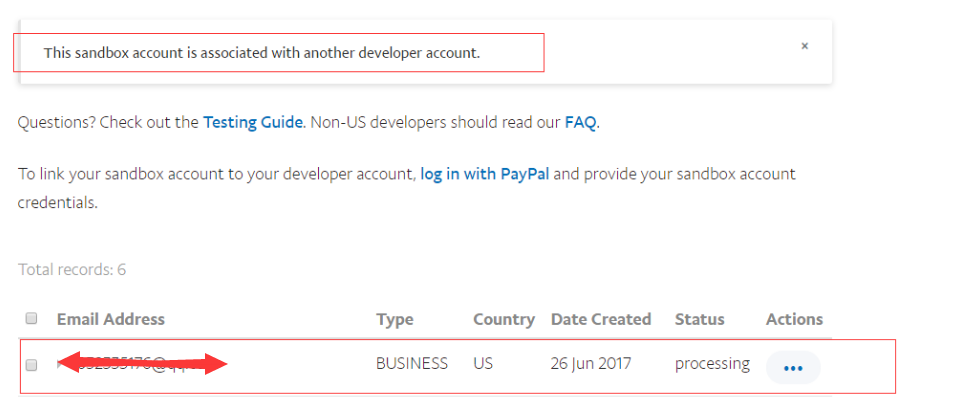 This sandbox account is associated with another developer account.
×
Questions? Check out the Testing Guide. Non-US developers should read our FAQ.
To link your sandbox account to your developer account, log in with PayPal and provide your sandbox account
credentials.
Total records: 6
Email Address Type Country Date Created Status Actions
BUSINESS US 26 Jun 2017 processing •••